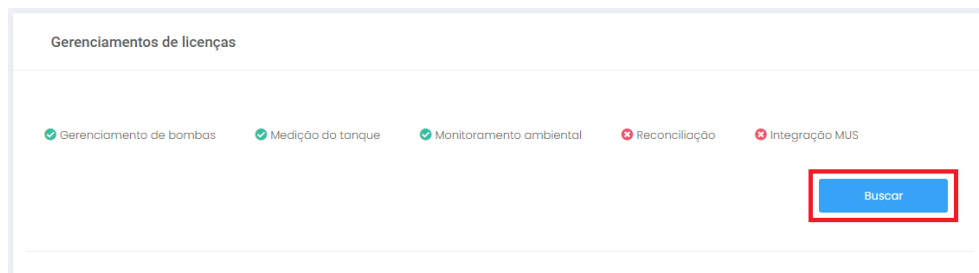 Gerenciamentos de licenças
Gerenciamento de bombas Medição do tanque Monitoramento ambiental Reconciliação Integração MUS
Buscar